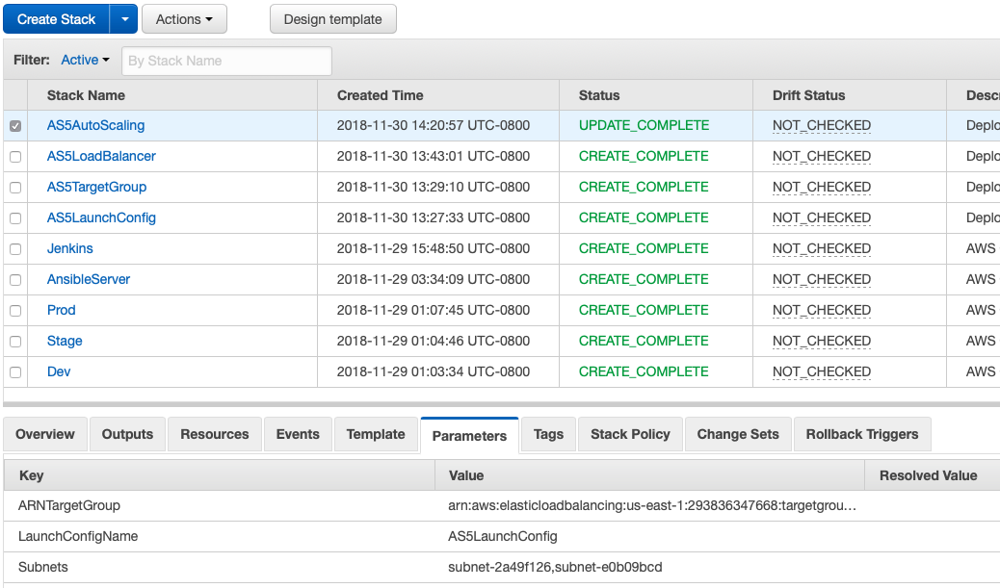 Create Stack Actions Design template
Filter: Active By Stack Name
Stack Name Created Time Status Drift Status Descr
AS5AutoScaling 2018-11-30 14:20:57 UTC-0800 UPDATE_COMPLETE NOT_CHECKED Deplo
AS5LoadBalancer 2018-11-30 13:43:01 UTC-0800 CREATE_COMPLETE NOT_CHECKED Deplo
AS5TargetGroup 2018-11-30 13:29:10 UTC-0800 CREATE_COMPLETE NOT_CHECKED Deplo
AS5LaunchConfig 2018-11-30 13:27:33 UTC-0800 CREATE_COMPLETE NOT_CHECKED Deplo
Jenkins 2018-11-29 15:48:50 UTC-0800 CREATE_COMPLETE NOT_CHECKED AWS
AnsibleServer 2018-11-29 03:34:09 UTC-0800 CREATE_COMPLETE NOT_CHECKED AWS
Prod 2018-11-29 01:07:45 UTC-0800 CREATE_COMPLETE NOT_CHECKED AWS
Stage 2018-11-29 01:04:46 UTC-0800 CREATE_COMPLETE NOT_CHECKED AWS
Dev 2018-11-29 01:03:34 UTC-0800 CREATE_COMPLETE NOT_CHECKED AWS
Overview Outputs Resources Events Template Parameters Tags Stack Policy Change Sets Rollback Triggers
Key Value Resolved Value
ARNTargetGroup arn:aws:elasticloadbalancing:us-east-1:293836347668:targetgrou…
LaunchConfigName AS5LaunchConfig
Subnets subnet-2a49f126,subnet-e0b09bcd